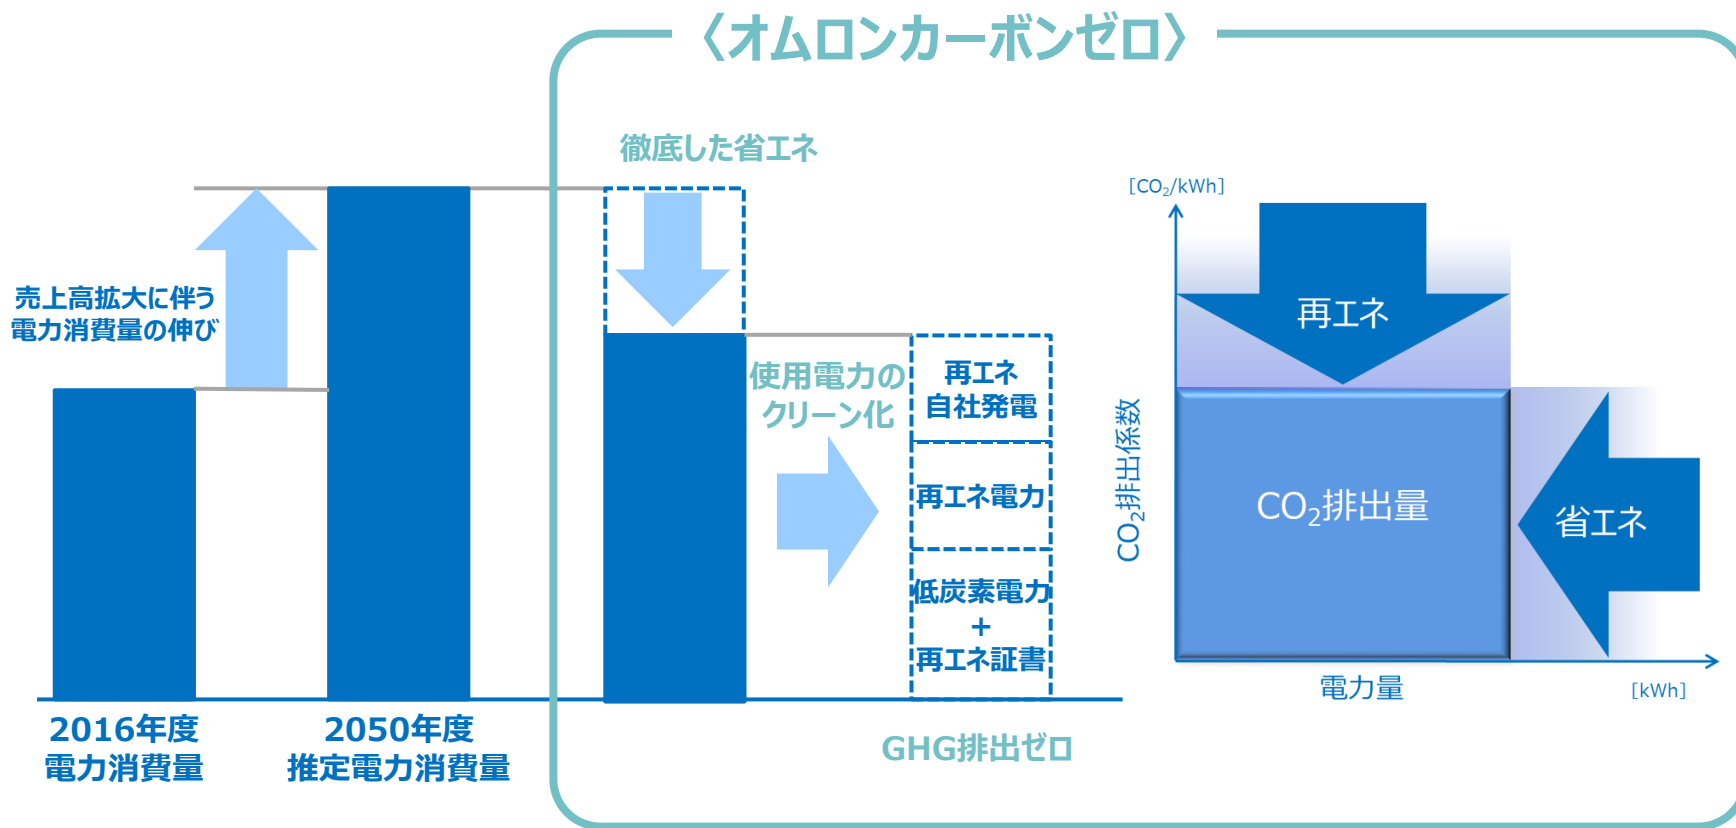 〈オムロンカーボンゼロ〉
徹底した省エネ
売上高拡大に伴う
電力消費量の伸び
使用電力の
クリーン化
再エネ
自社発電
再エネ電力
低炭素電力
+
再エネ証書
2016年度
電力消費量
2050年度
推定電力消費量
GHG排出ゼロ
[CO₂/kWh]
再エネ
CO₂排出係数
CO₂排出量
省エネ
電力量
[kWh]